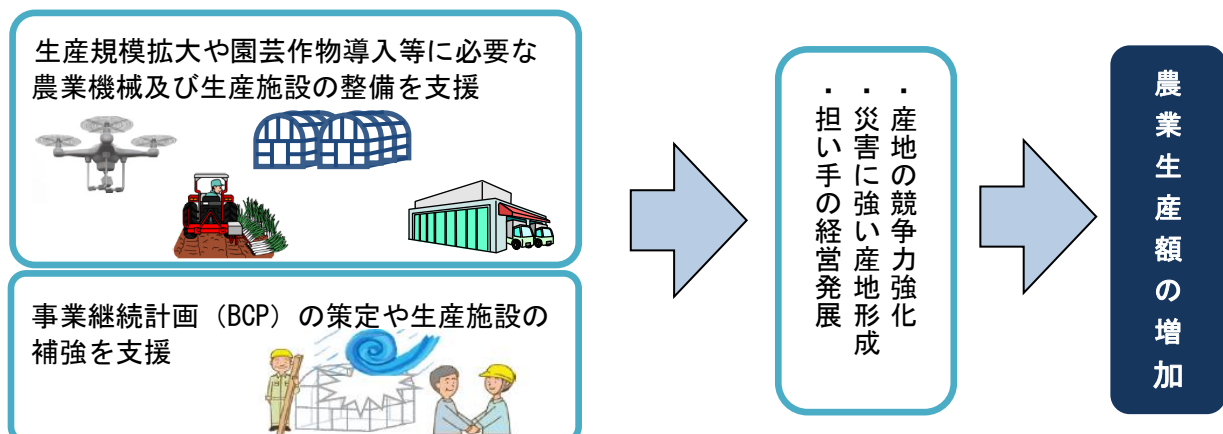 生産規模拡大や園芸作物導入等に必要な
農業機械及び生産施設の整備を支援
事業継続計画（BCP）の策定や生産施設の
補強を支援
・産地の競争力強化
・災害に強い産地形成
・担い手の経営発展
農業生産額の増加